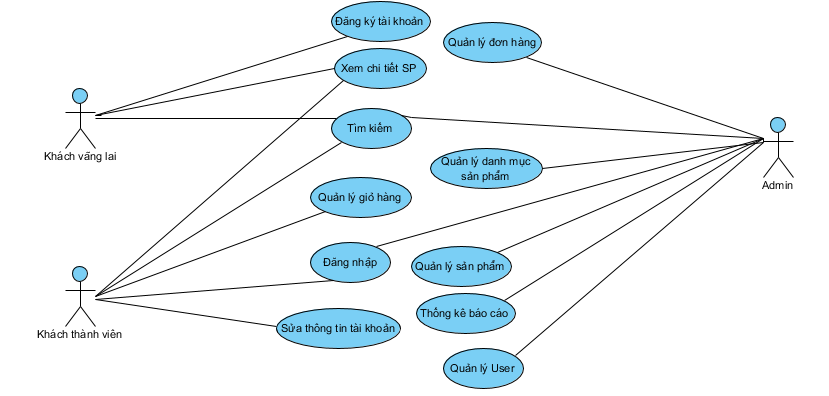 Đăng ký tài khoản
Quản lý đơn hàng
Xem chi tiết SP
Tìm kiếm
Khách vãng lai
Quản lý danh mục
sản phẩm
Admin
Quản lý giỏ hàng
Đăng nhập
Quản lý sản phẩm
Thống kê báo cáo
Khách thành viên
Sửa thông tin tài khoản
Quản lý User